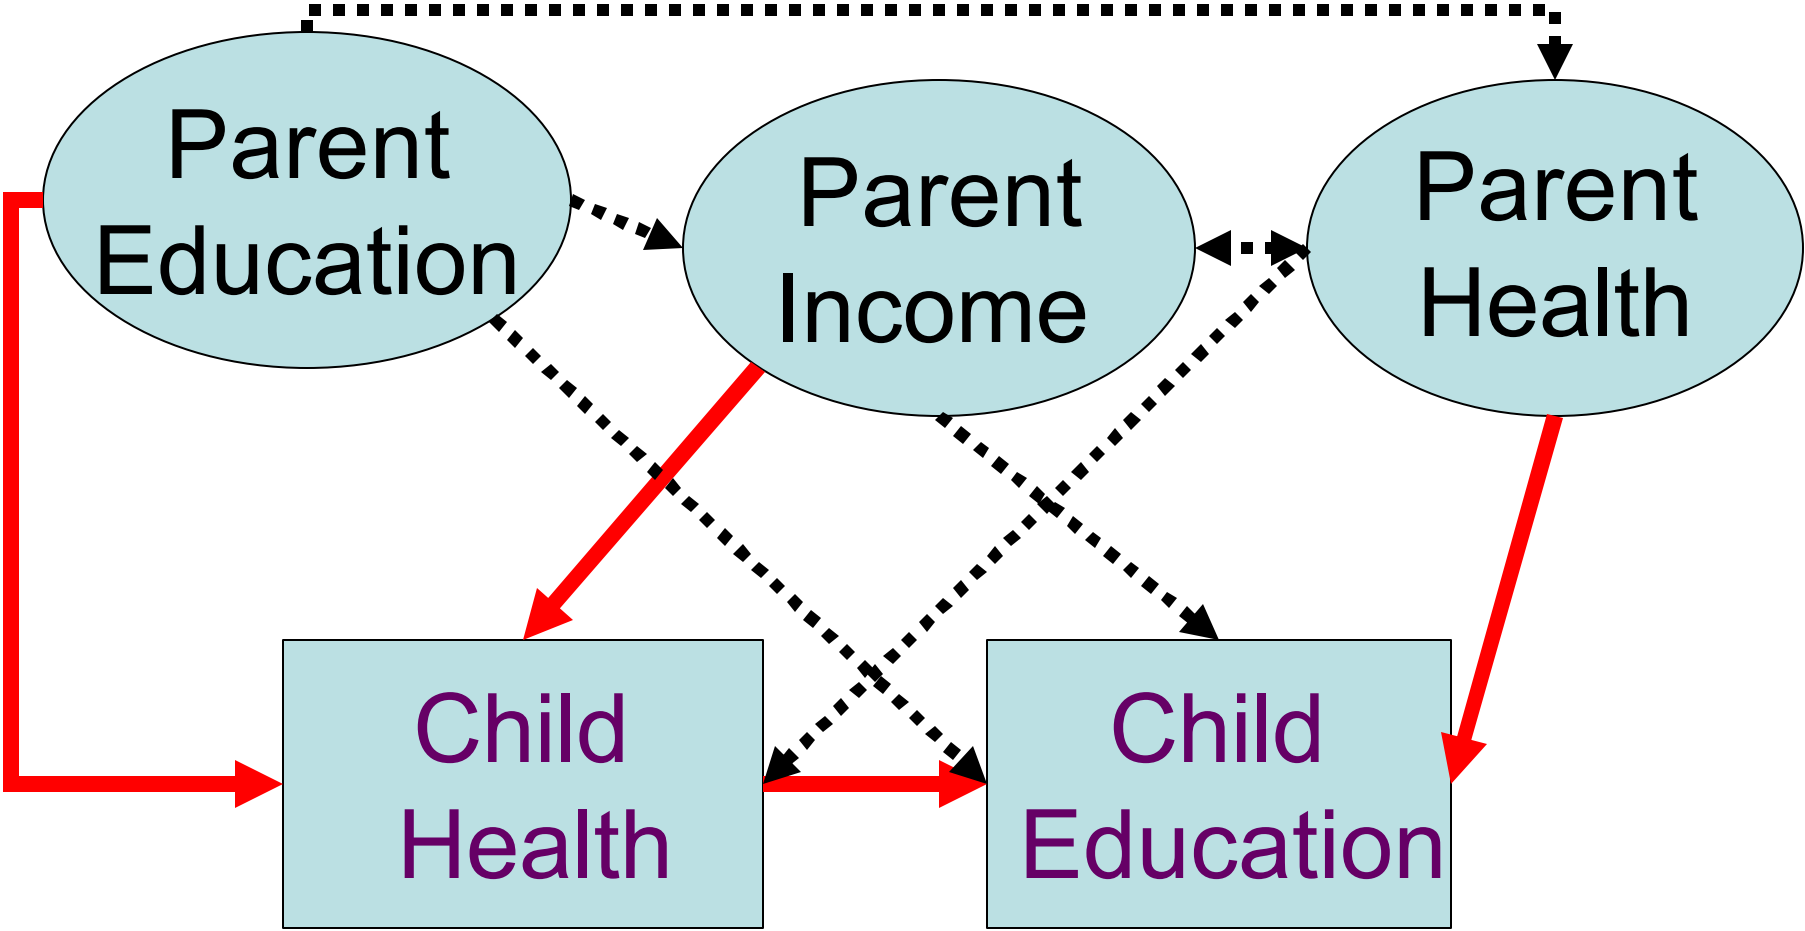 Parent
Education
Parent
Income
Parent
Health
Child
Health
Child
Education